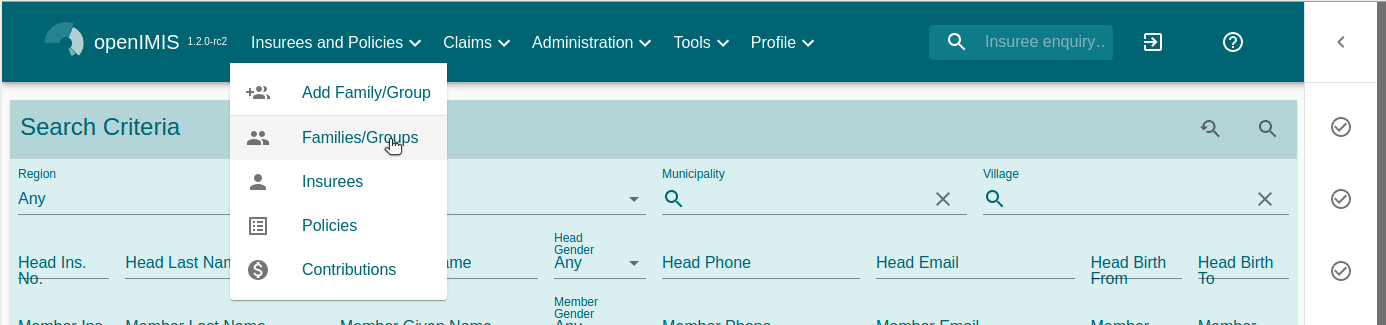 openIMIS 1.2.0-rc2 Insurees and Policies Claims Administration Tools Profile Insuree enquiry..
Add Family/Group
Families/Groups
Insurees
Policies
Contributions
Search Criteria
Region Municipality Village
Any
Head Ins. No. Head Last Nam ame Head Gender Any Head Phone Head Email Head Birth From Head Birth To
Member Ins. Member Last Name Member Given Name Member Gender Any Member Phone Member Email Member Member